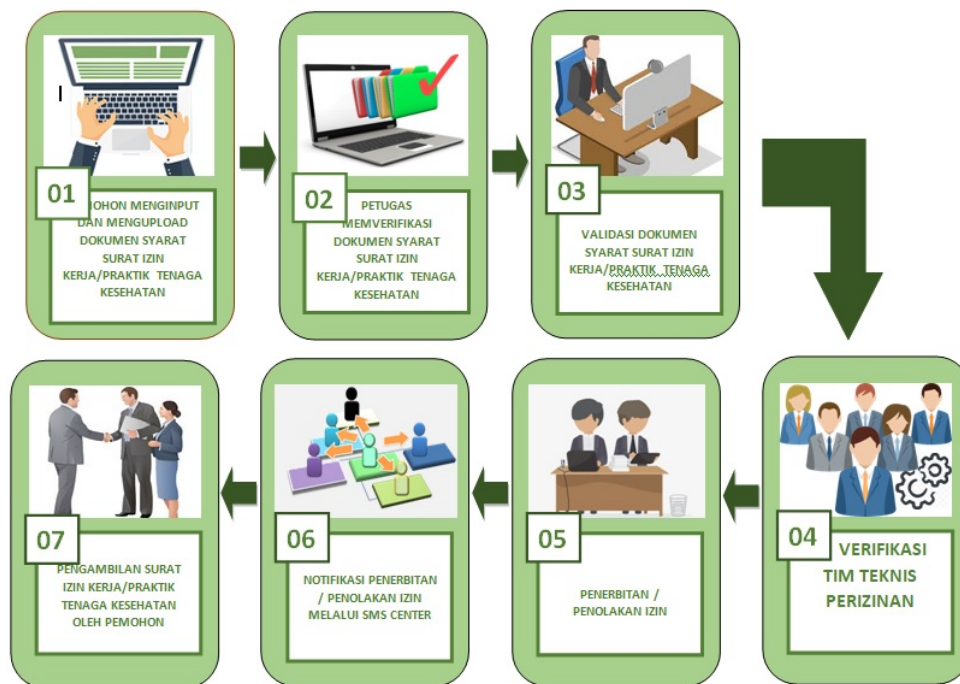 01
OHON MENGINPUT
DAN MENGUPLOAD
DOKUMEN SYARAT
SURAT IZIN
KERJA/PRAKTIK TENAGA
KESEHATAN
02
PETUGAS
MEMVERIFIKASI
DOKUMEN SYARAT
SURAT IZIN
KERJA/PRAKTIK TENAGA
KESEHATAN
03
VALIDASI DOKUMEN
SYARAT SURAT IZIN
KERJA/PRAKTIK TENAGA
KESEHATAN
04
VERIFIKASI
TIM TEKNIS
PERIZINAN
05
PENERBITAN /
PENOLAKAN IZIN
06
NOTIFIKASI PENERBITAN
/ PENOLAKAN IZIN
MELALUI SMS CENTER
07
PENGAMBILAN SURAT
IZIN KERJA/PRAKTIK
TENAGA KESEHATAN
OLEH PEMOHON